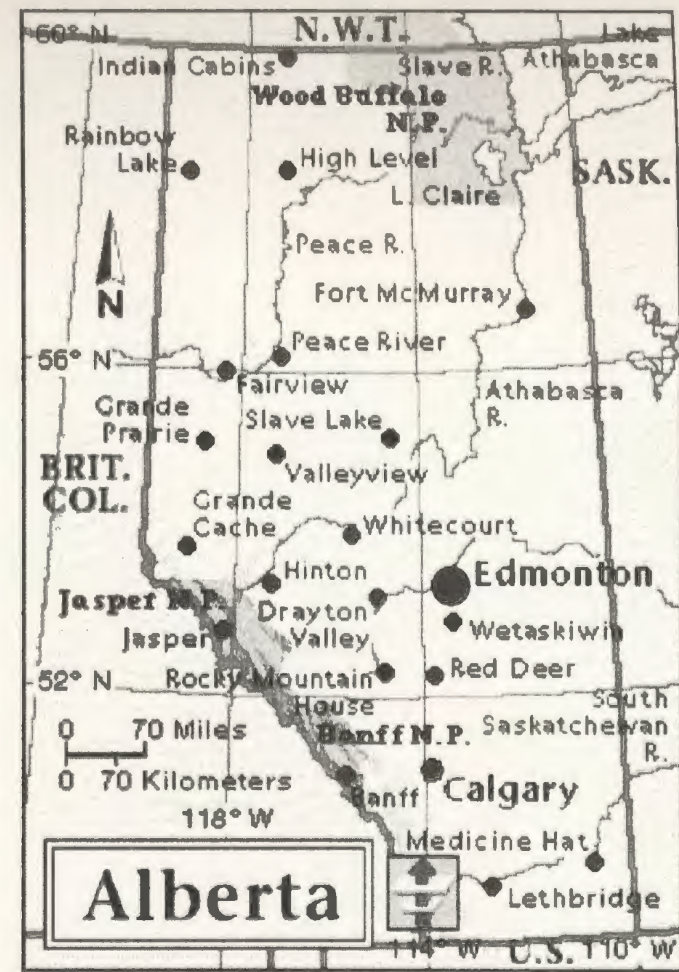 60° N
N.W.T.
Lake
Indian Cabins
Slave R.
Athabasca
Wood Buffalo
N.P.
Rainbow
Lake
High Level
SASK.
L. Claire
N
Peace R.
Fort McMurray
56° N
Peace River
Fairview
Athabasca
R.
Grande
Prairie
Slave Lake
BRIT.
COL.
Valleyview
Grande
Cache
Whitecourt
Hinton
Edmonton
Jasper N.P.
Drayton
Valley
Jasper
Wetaskiwin
52° N
Rocky Mountain
House
Red Deer
South
Saskatchewan
R.
0 70 Miles
0 70 Kilometers
Banff N.P.
Banff
Calgary
118° W
Medicine Hat
Alberta
Lethbridge
114° W
U.S.
110° W